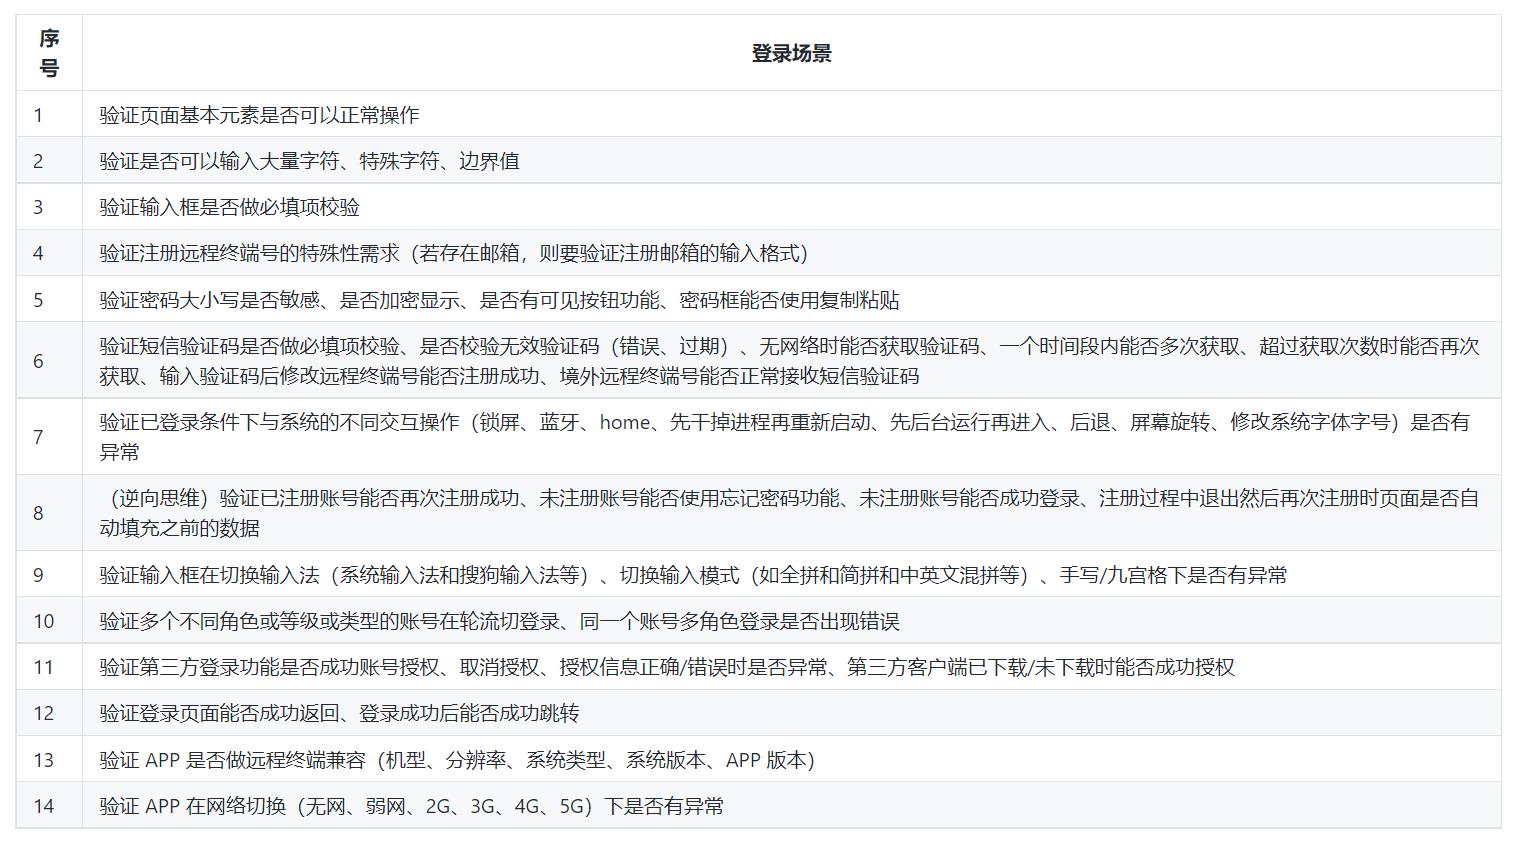 序
号
登录场景
1
验证页面基本元素是否可以正常操作
2
验证是否可以输入大量字符、特殊字符、边界值
3
验证输入框是否做必填项校验
4
验证注册远程终端号的特殊性需求（若存在邮箱，则要验证注册邮箱的输入格式）
5
验证密码大小写是否敏感、是否加密显示、是否有可见按钮功能、密码框能否使用复制粘贴
6
验证短信验证码是否做必填项校验、是否校验无效验证码（错误、过期）、无网络时能否获取验证码、一个时间段内能否多次获取、超过获取次数时能否再次
获取、输入验证码后修改远程终端号能否注册成功、境外远程终端号能否正常接收短信验证码
7
验证已登录条件下与系统的不同交互操作（锁屏、蓝牙、home、先干掉进程再重新启动、先后台运行再进入、后退、屏幕旋转、修改系统字体字号）是否有
异常
8
（逆向思维）验证已注册账号能否再次注册成功、未注册账号能否使用忘记密码功能、未注册账号能否成功登录、注册过程中退出然后再次注册时页面是否自
动填充之前的数据
9
验证输入框在切换输入法（系统输入法和搜狗输入法等）、切换输入模式（如全拼和简拼和中英文混拼等）、手写/九宫格下是否有异常
10
验证多个不同角色或等级或类型的账号在轮流切登录、同一个账号多角色登录是否出现错误
11
验证第三方登录功能是否成功账号授权、取消授权、授权信息正确/错误时是否异常、第三方客户端已下载/未下载时能否成功授权
12
验证登录页面能否成功返回、登录成功后能否成功跳转
13
验证 APP 是否做远程终端兼容（机型、分辨率、系统类型、系统版本、APP 版本）
14
验证 APP 在网络切换（无网、弱网、2G、3G、4G、5G）下是否有异常